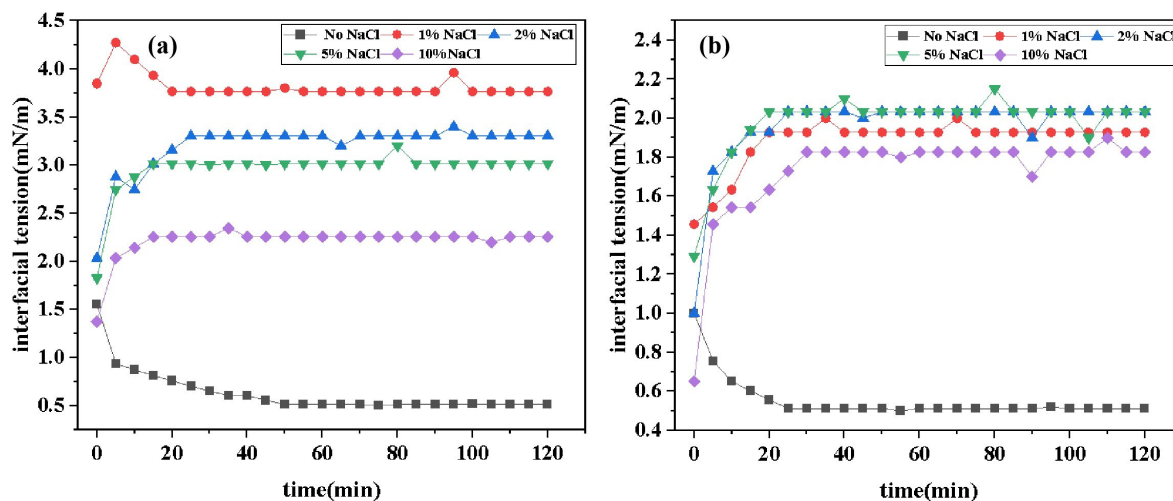 (a)
No NaCl 1% NaCl 2% NaCl
5% NaCl 10%NaCl
interfacial tension(mN/m)
4.5
4.0
3.5
3.0
2.5
2.0
1.5
1.0
0.5
0 20 40 60 80 100 120
time(min)
(b)
No NaCl 1% NaCl 2% NaCl
5% NaCl 10% NaCl
interfacial tension(mN/m)
2.4
2.2
2.0
1.8
1.6
1.4
1.2
1.0
0.8
0.6
0.4
0 20 40 60 80 100 120
time(min)